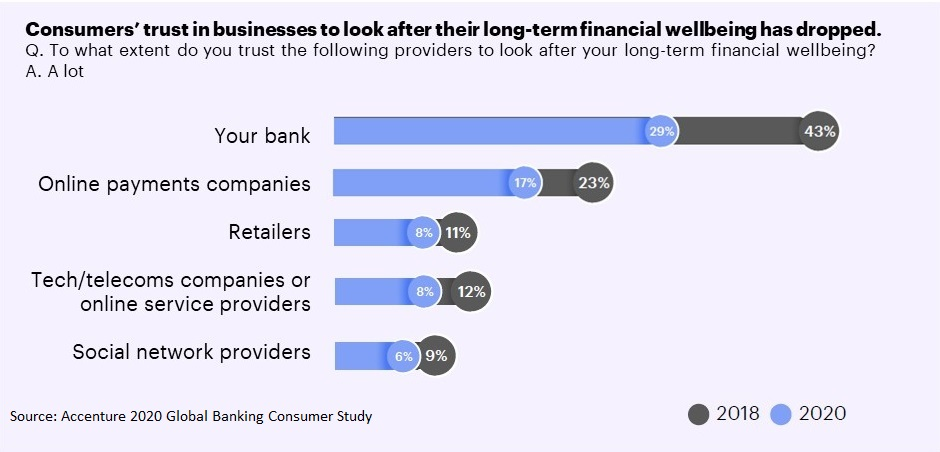 Consumers’ trust in businesses to look after their long-term financial wellbeing has dropped.
Q. To what extent do you trust the following providers to look after your long-term financial wellbeing?
A. A lot
Your bank
29%
43%
Online payments companies
17%
23%
Retailers
8%
11%
Tech/telecoms companies or
online service providers
8%
12%
Social network providers
6%
9%
Source: Accenture 2020 Global Banking Consumer Study
2018
2020